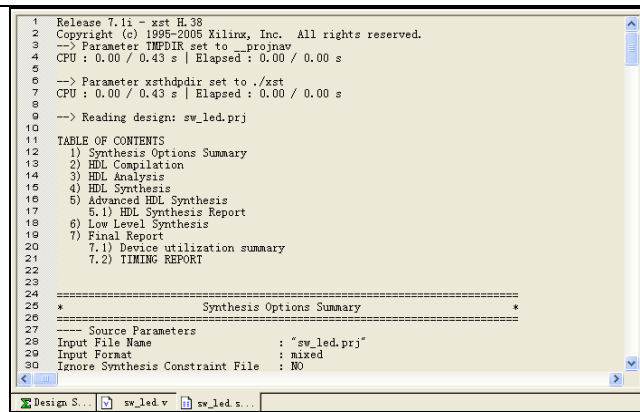 1 Release 7.1i - xst H.38
2 Copyright (c) 1995-2005 Xilinx, Inc. All rights reserved.
3 --> Parameter TMPDIR set to __projnav
4 CPU : 0.00 / 0.43 s | Elapsed : 0.00 / 0.00 s
5
6 --> Parameter xsthdpdir set to ./xst
7 CPU : 0.00 / 0.43 s | Elapsed : 0.00 / 0.00 s
8
9 --> Reading design: sw_led.prj
10
11 TABLE OF CONTENTS
12 1) Synthesis Options Summary
13 2) HDL Compilation
14 3) HDL Analysis
15 4) HDL Synthesis
16 5) Advanced HDL Synthesis
17 5.1) HDL Synthesis Report
18 6) Low Level Synthesis
19 7) Final Report
20 7.1) Device utilization summary
21 7.2) TIMING REPORT
22
23
24 =========================================================================
25 * Synthesis Options Summary *
26 =========================================================================
27 ---- Source Parameters
28 Input File Name : "sw_led.prj"
29 Input Format : mixed
30 Ignore Synthesis Constraint File : NO
Design S... sw_led.v sw_led.s...